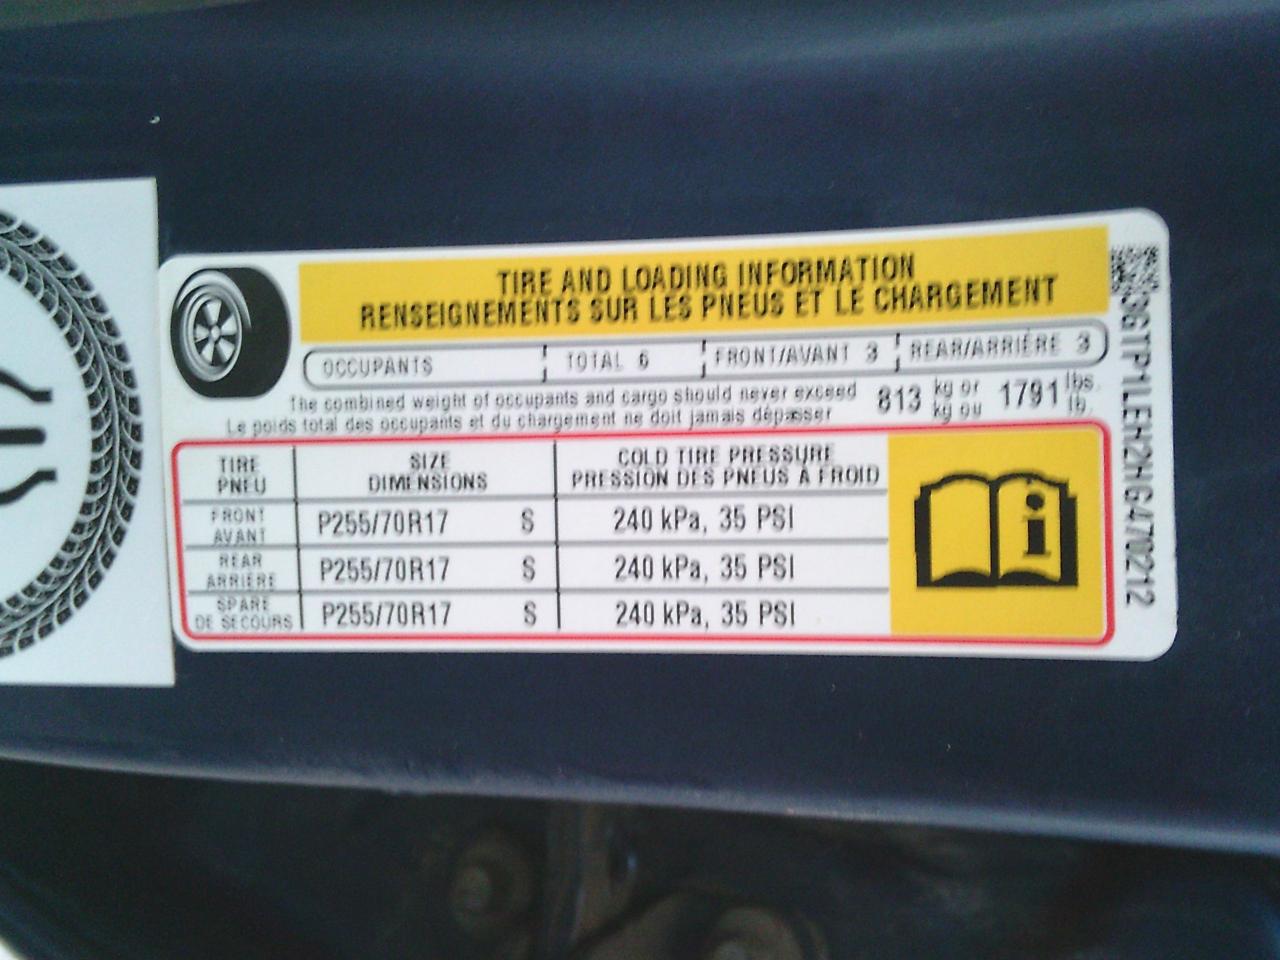 TIRE AND LOADING INFORMATION
RENSEIGNEMENTS SUR LES PNEUS ET LE CHARGEMENT
OCCUPANTS TOTAL 6 FRONT/AVANT 3 REAR/ARRIÈRE 3
The combined weight of occupants and cargo should never exceed 813 kg or 1791 lbs.
Le poids total des occupants et du chargement ne doit jamais dépasser kg ou lb.
TIRE SIZE COLD TIRE PRESSURE
PNEU DIMENSIONS PRESSION DES PNEUS À FROID
FRONT
AVANT P255/70R17 S 240 kPa, 35 PSI
REAR
ARRIÈRE P255/70R17 S 240 kPa, 35 PSI
SPARE
DE SECOURS P255/70R17 S 240 kPa, 35 PSI
i
3GTP1LEH2HG470212